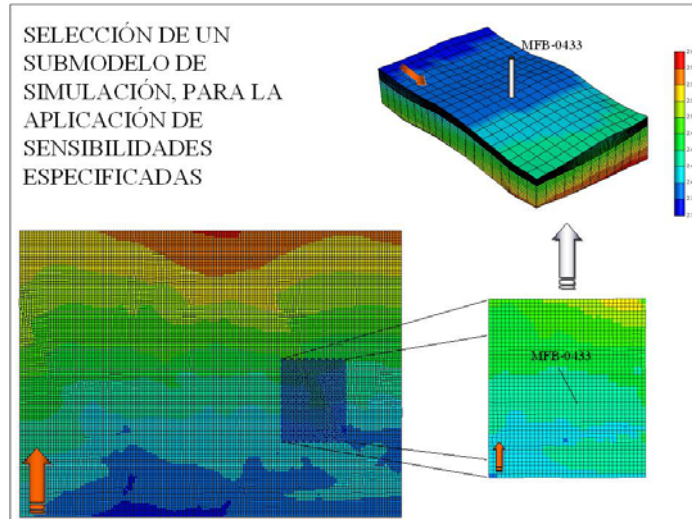 SELECCIÓN DE UN
SUBMODELO DE
SIMULACIÓN, PARA LA
APLICACIÓN DE
SENSIBILIDADES
ESPECIFICADAS
MFB-0433
MFB-0433